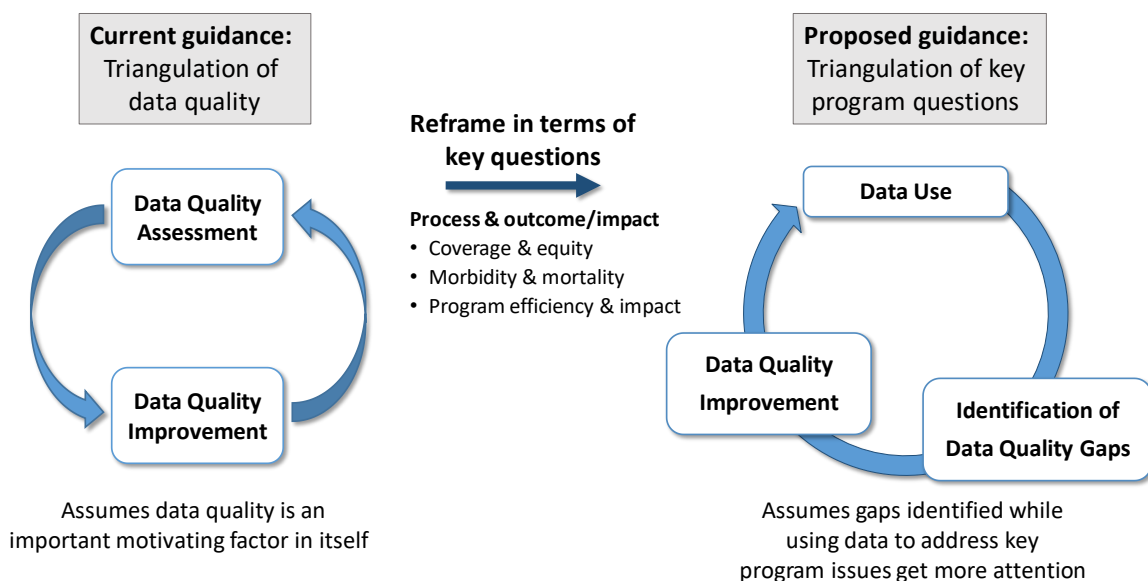 Current guidance:
Triangulation of
data quality
Data Quality
Assessment
Data Quality
Improvement
Assumes data quality is an
important motivating factor in itself
Reframe in terms of
key questions
Process & outcome/impact
• Coverage & equity
• Morbidity & mortality
• Program efficiency & impact
Proposed guidance:
Triangulation of key
program questions
Data Use
Data Quality
Improvement
Identification of
Data Quality Gaps
Assumes gaps identified while
using data to address key
program issues get more attention